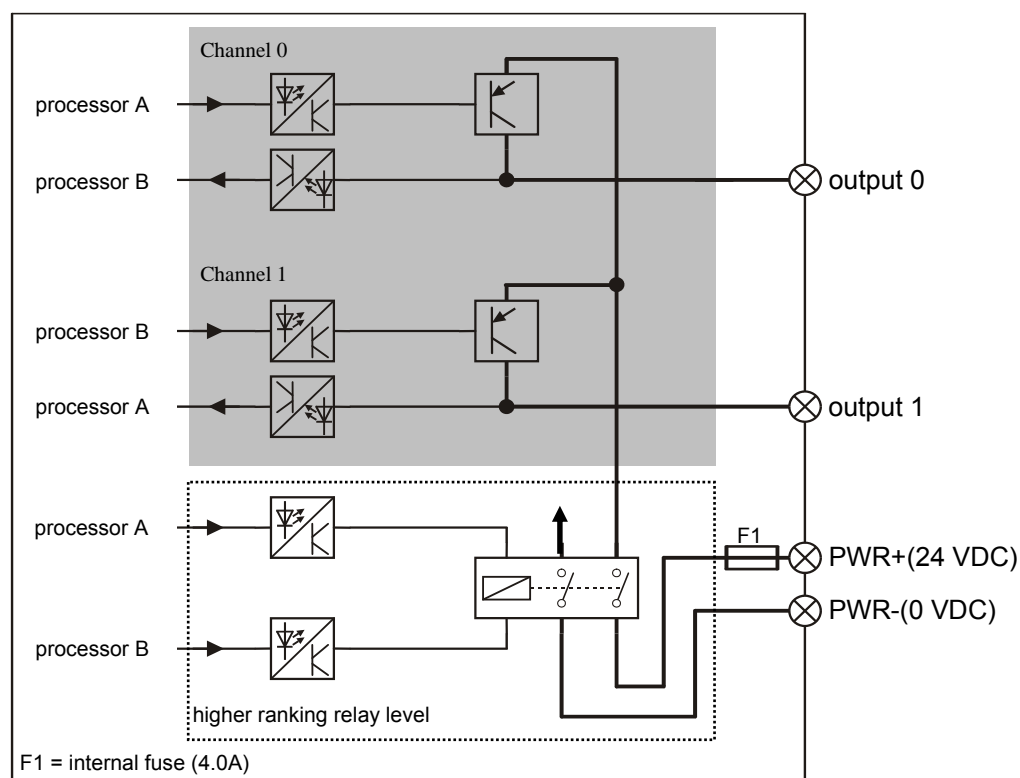 Channel 0
processor A
processor B
output 0
Channel 1
processor B
processor A
output 1
processor A
F1
PWR+(24 VDC)
PWR-(0 VDC)
processor B
higher ranking relay level
F1 = internal fuse (4.0A)